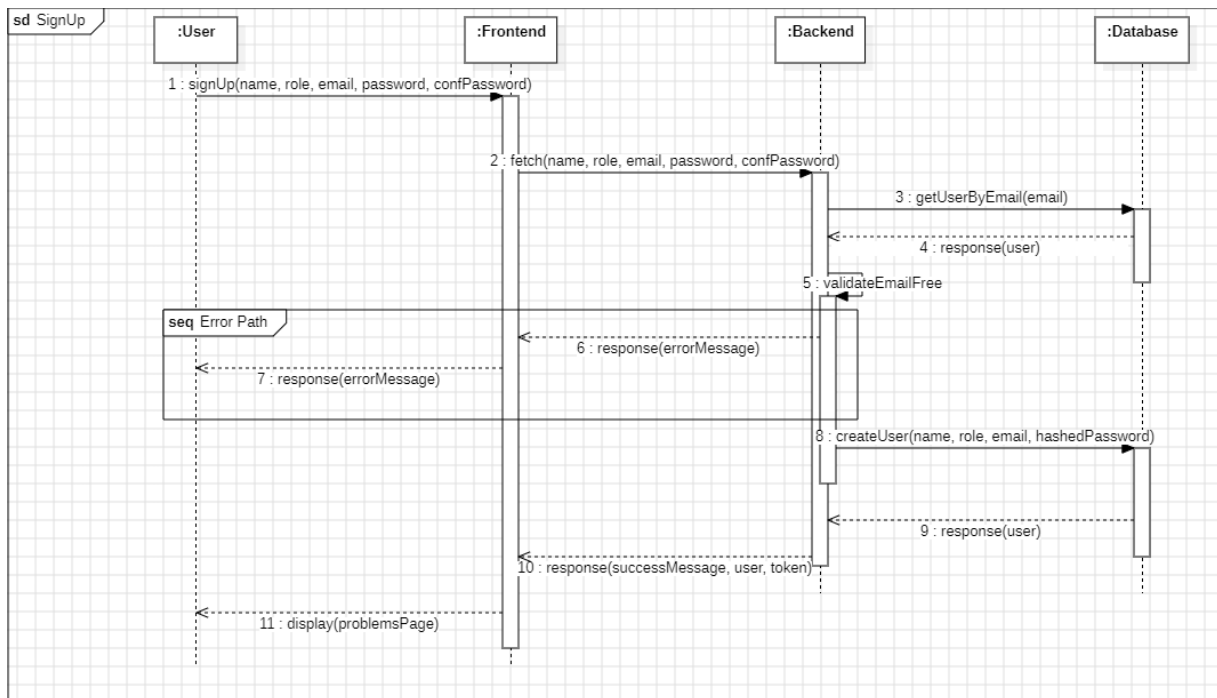 sd SignUp
:User
:Frontend
:Backend
:Database
1 : signUp(name, role, email, password, confPassword)
2 : fetch(name, role, email, password, confPassword)
3 : getUserByEmail(email)
4 : response(user)
5 : validateEmailFree
seq Error Path
6 : response(errorMessage)
7 : response(errorMessage)
8 : createUser(name, role, email, hashedPassword)
9 : response(user)
10 : response(successMessage, user, token)
11 : display(problemsPage)